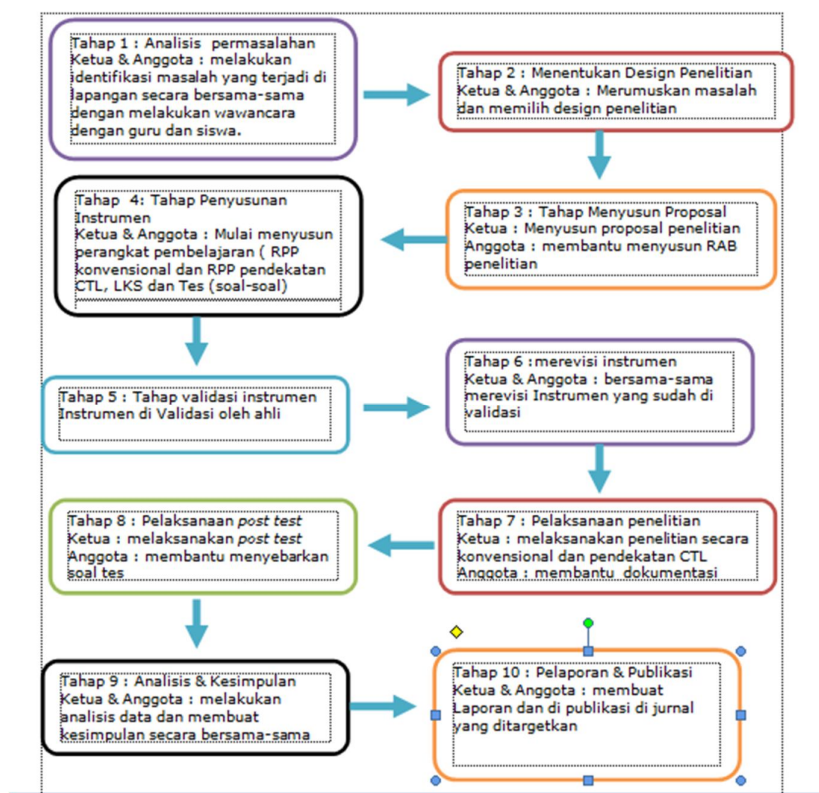 Tahap 1 : Analisis permasalahan
Ketua & Anggota : melakukan
identifikasi masalah yang terjadi di
lapangan secara bersama-sama
dengan melakukan wawancara
dengan guru dan siswa.
Tahap 2 : Menentukan Design Penelitian
Ketua & Anggota : Merumuskan masalah
dan memilih design penelitian
Tahap 3 : Tahap Menyusun Proposal
Ketua : Menyusun proposal penelitian
Anggota : membantu menyusun RAB
penelitian
Tahap 4: Tahap Penyusunan
Instrumen
Ketua & Anggota : Mulai menyusun
perangkat pembelajaran ( RPP
konvensional dan RPP pendekatan
CTL, LKS dan Tes (soal-soal)
Tahap 5 : Tahap validasi instrumen
Instrumen di Validasi oleh ahli
Tahap 6 :merevisi instrumen
Ketua & Anggota : bersama-sama
merevisi Instrumen yang sudah di
validasi
Tahap 7 : Pelaksanaan penelitian
Ketua : melaksanakan penelitian secara
konvensional dan pendekatan CTL
Anggota : membantu dokumentasi
Tahap 8 : Pelaksanaan post test
Ketua : melaksanakan post test
Anggota : membantu menyebarkan
soal tes
Tahap 9 : Analisis & Kesimpulan
Ketua & Anggota : melakukan
analisis data dan membuat
kesimpulan secara bersama-sama
Tahap 10 : Pelaporan & Publikasi
Ketua & Anggota : membuat
Laporan dan di publikasi di jurnal
yang ditargetkan